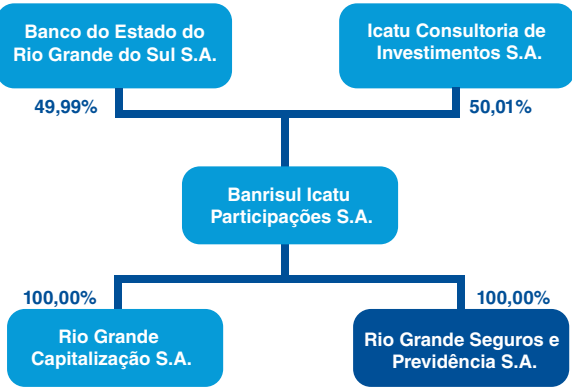 Banco do Estado do
Rio Grande do Sul S.A.
Icatu Consultoria de
Investimentos S.A.
49,99%
50,01%
Banrisul Icatu
Participações S.A.
100,00%
100,00%
Rio Grande
Capitalização S.A.
Rio Grande Seguros e
Previdência S.A.